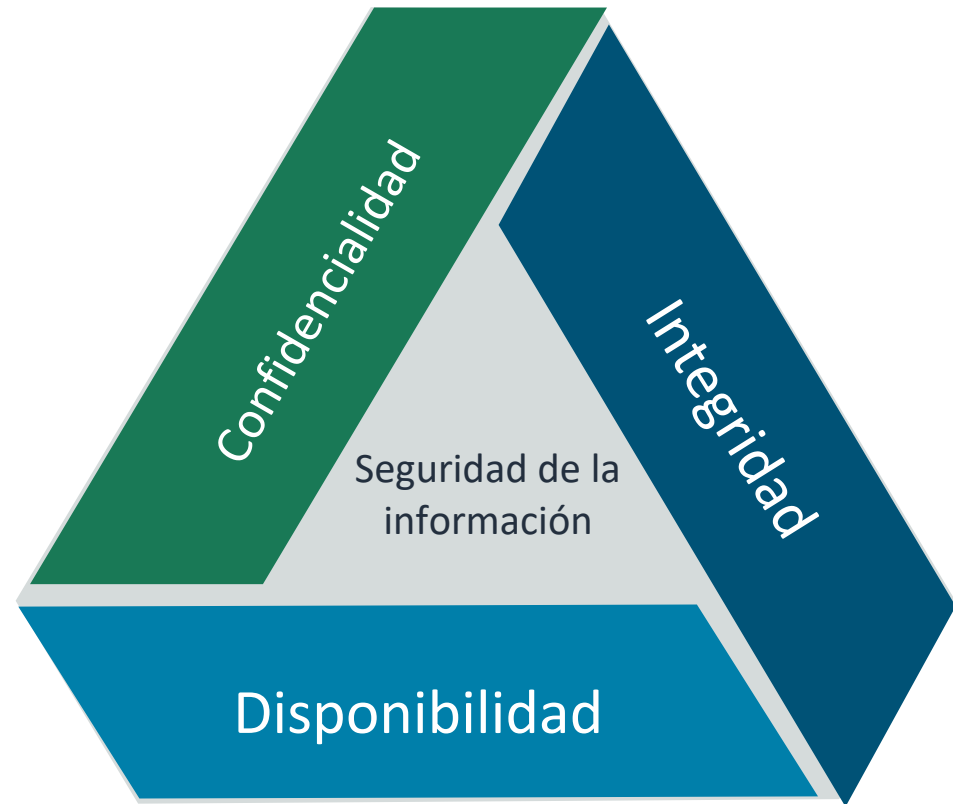 Confidencialidad
Integridad
Seguridad de la
información
Disponibilidad